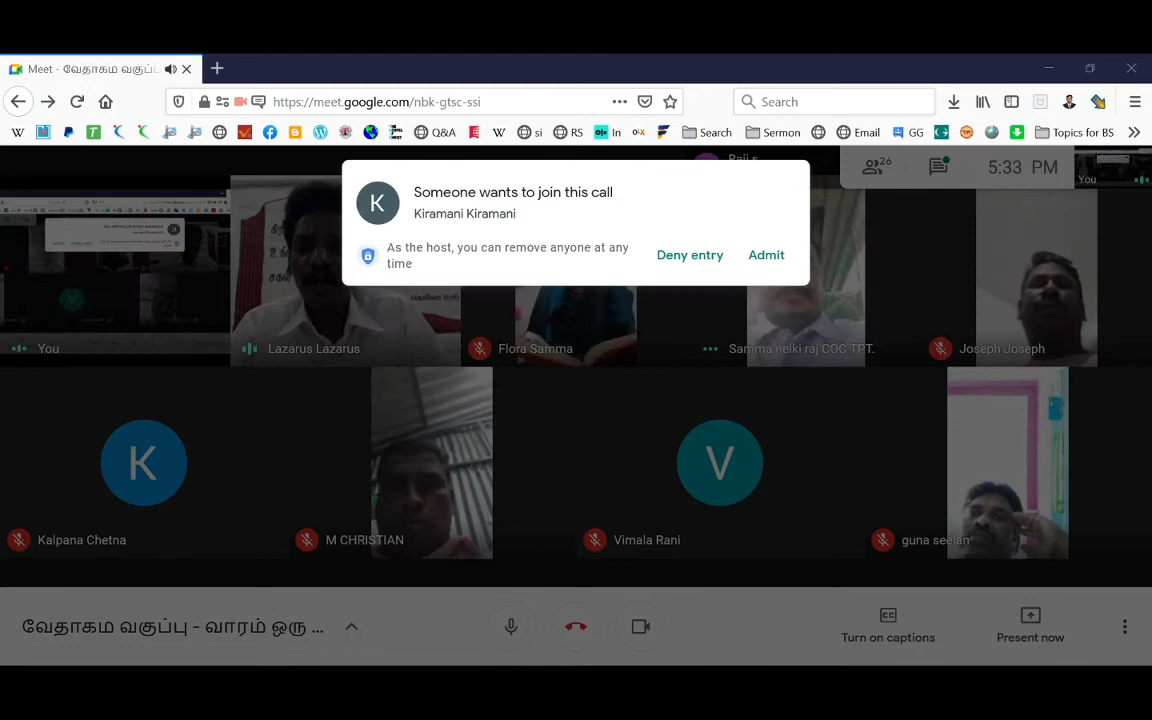 Meet - வேதாகம வகுப்பு
https://meet.google.com/nbk-gtsc-ssi
Search
Q&A
si
RS
In
Search
Sermon
Email
GG
Topics for BS
Raji s
26
5:33 PM
You
Someone wants to join this call
K
Kiramani Kiramani
As the host, you can remove anyone at any
time
Deny entry
Admit
You
Lazarus Lazarus
Flora Samma
Samma nelki raj COC TPT.
Joseph Joseph
K
V
Kalpana Chetna
M CHRISTIAN
Vimala Rani
guna seelan
வேதாகம வகுப்பு - வாரம் ஒரு ...
Turn on captions
Present now